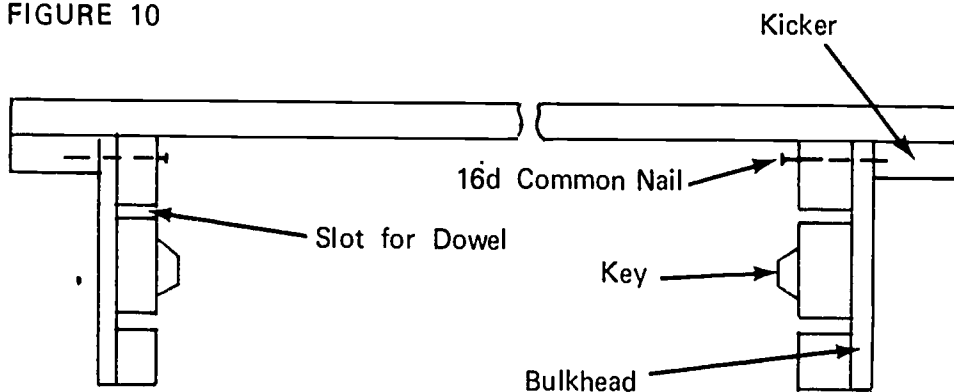 FIGURE 10
Kicker
16d Common Nail
Slot for Dowel
Key
Bulkhead